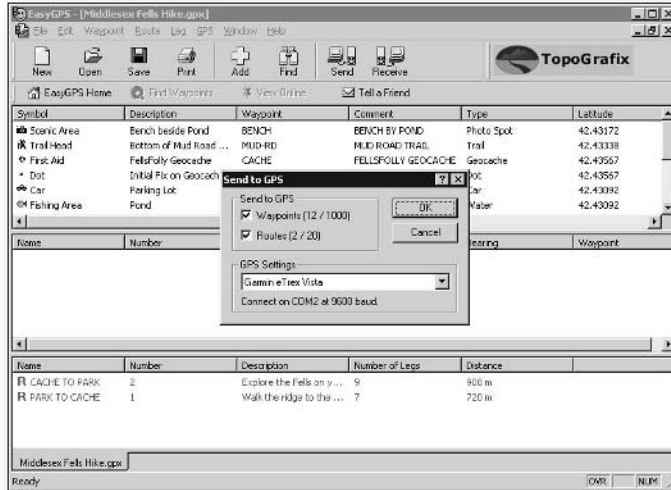 EasyGPS - [Middlesex Fells Hike.gpx]
File Edit Waypoint Route Leg GPS Window Help
New Open Save Print Add Find Send Receive
TopoGrafix
EasyGPS Home Find Waypoints View Online Tell a Friend
Symbol Description Waypoint Comment Type Latitude
Scenic Area Bench beside Pond BENCH BENCH BY POND Photo Spot 42.43172
Trail Head Bottom of Mud Road ... MUD-RD MUD ROAD TRAIL Trail 42.43338
First Aid FellsFolly Geocache CACHE FELLSFOLLY GEOCACHE Geocache 42.43567
Dot Initial Fix on Geocach Dot 42.43567
Car Parking Lot Car 42.43092
Fishing Area Pond Water 42.43092
Send to GPS
Send to GPS
Waypoints (12 / 1000)
Routes (2 / 20)
OK
Cancel
GPS Settings
Garmin eTrex Vista
Connect on COM2 at 9600 baud.
Name Number Bearing Waypoint
Name Number Description Number of Legs Distance
R CACHE TO PARK 2 Explore the Fells on y... 9 908 m
R PARK TO CACHE 1 Walk the ridge to the ... 7 720 m
Middlesex Fells Hike.gpx
Ready OVR NUM